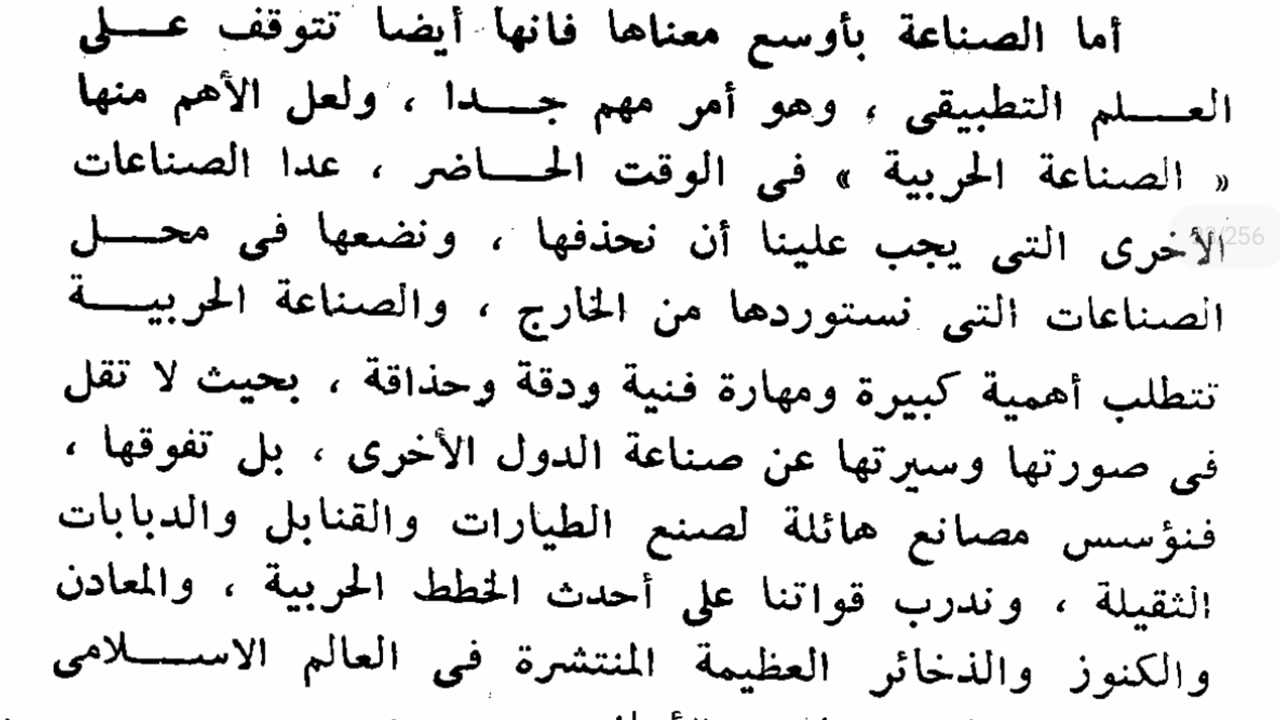 أما الصناعة بأوسع معناها فانها أيضا تتوقف على
العلم التطبيقى ، وهو أمر مهم جدا ، ولعل الأهم منها
« الصناعة الحربية » فى الوقت الحاضر ، عدا الصناعات
الأخرى التى يجب علينا أن نحذفها ، ونضعها فى محل
الصناعات التى نستوردها من الخارج ، والصناعة الحربية
تتطلب أهمية كبيرة ومهارة فنية ودقة وحذاقة ، بحيث لا تقل
فى صورتها وسيرتها عن صناعة الدول الأخرى ، بل تفوقها ،
فنؤسس مصانع هائلة لصنع الطيارات والقنابل والدبابات
الثقيلة ، وندرب قواتنا على أحدث الخطط الحربية ، والمعادن
والكنوز والذخائر العظيمة المنتشرة فى العالم الاسلامى